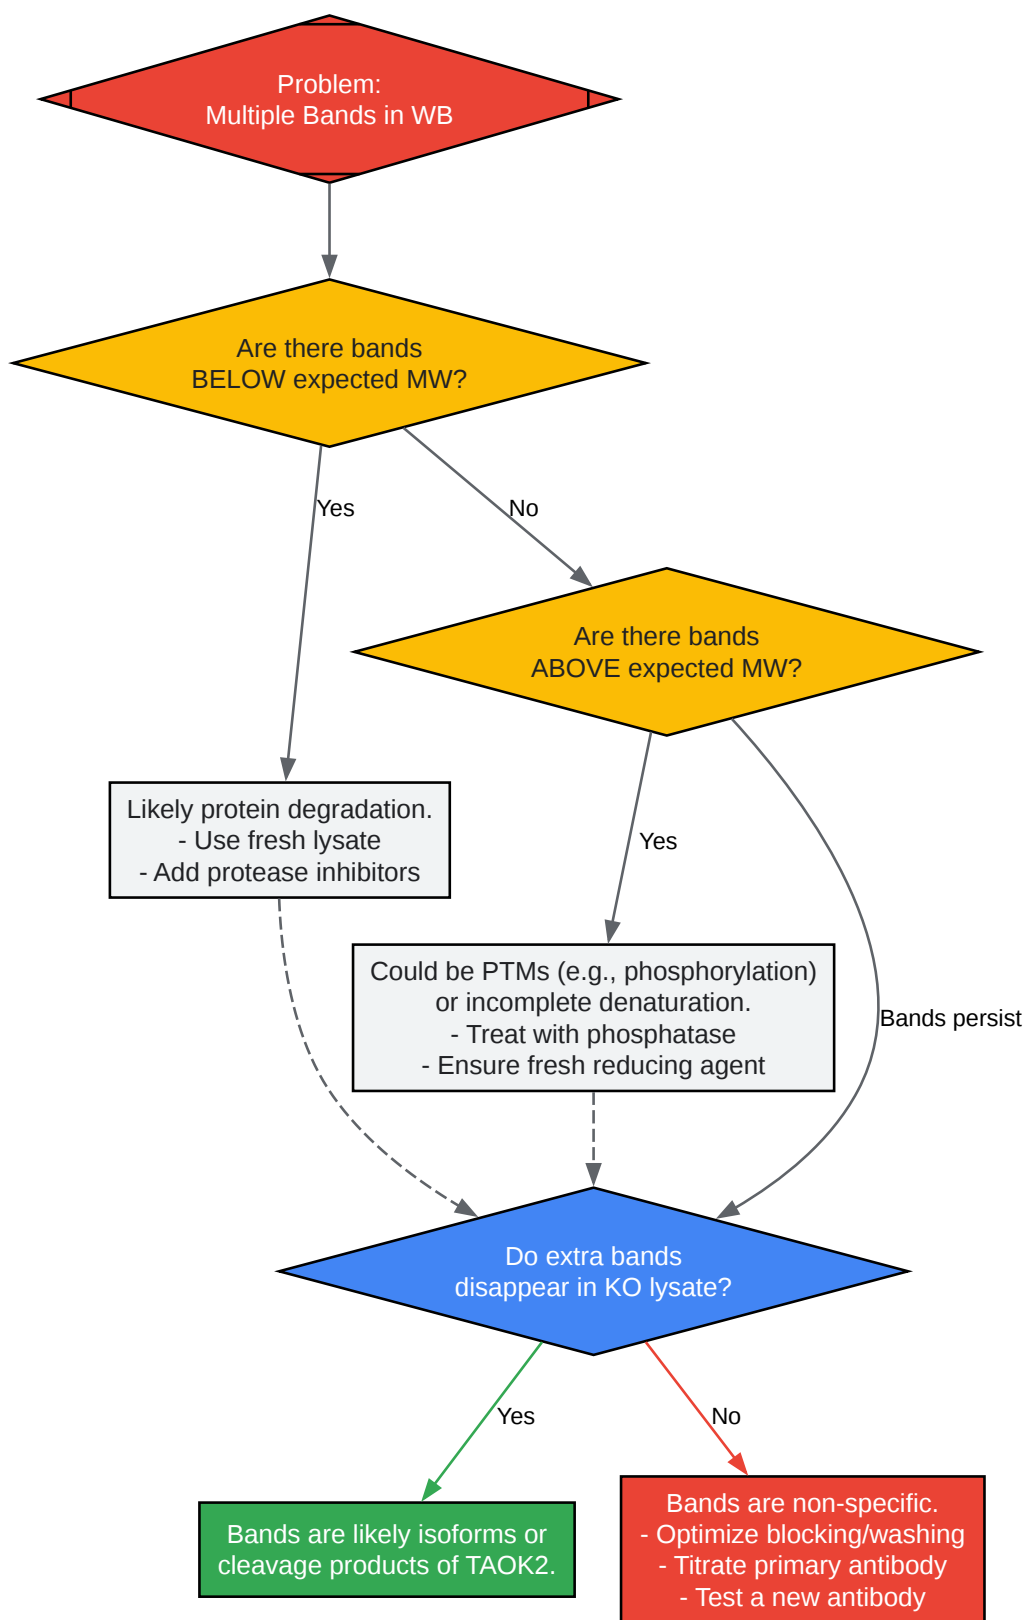 Problem:
Multiple Bands in WB
Are there bands
BELOW expected MW?
Yes
No
Are there bands
ABOVE expected MW?
Likely protein degradation.
- Use fresh lysate
- Add protease inhibitors
Yes
Could be PTMs (e.g., phosphorylation)
or incomplete denaturation.
- Treat with phosphatase
- Ensure fresh reducing agent
Bands persist
Do extra bands
disappear in KO lysate?
Yes
No
Bands are likely isoforms or
cleavage products of TAOK2.
Bands are non-specific.
- Optimize blocking/washing
- Titrate primary antibody
- Test a new antibody